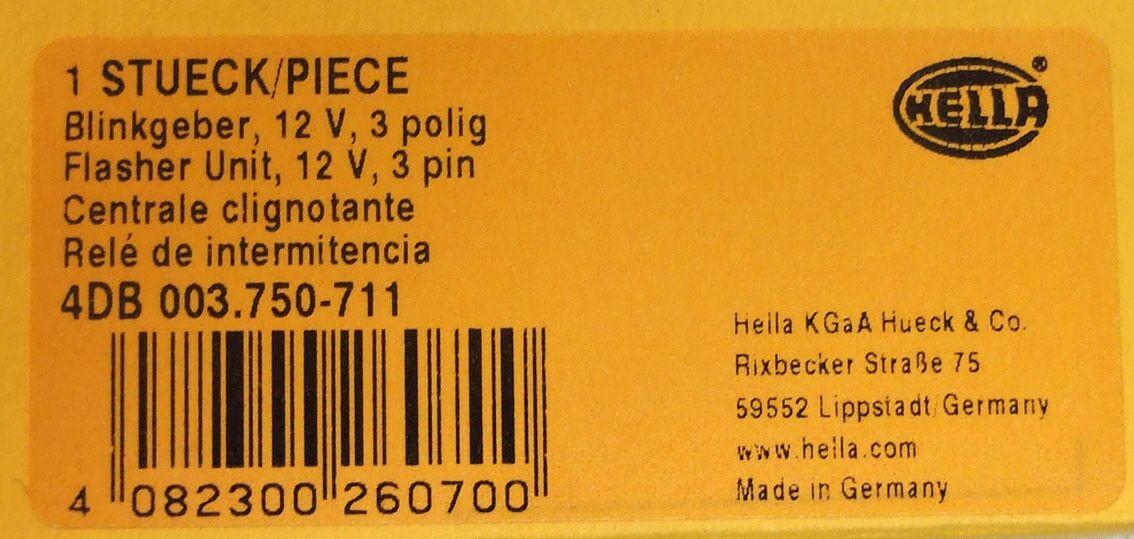 1 STUECK/PIECE
Blinkgeber, 12 V, 3 polig
Flasher Unit, 12 V, 3 pin
Centrale clignotante
Relé de intermitencia
4DB 003.750-711
4 082300 260700
HELLA®
Hella KGaA Hueck & Co.
Rixbecker Straße 75
59552 Lippstadt/Germany
www.hella.com
Made in Germany